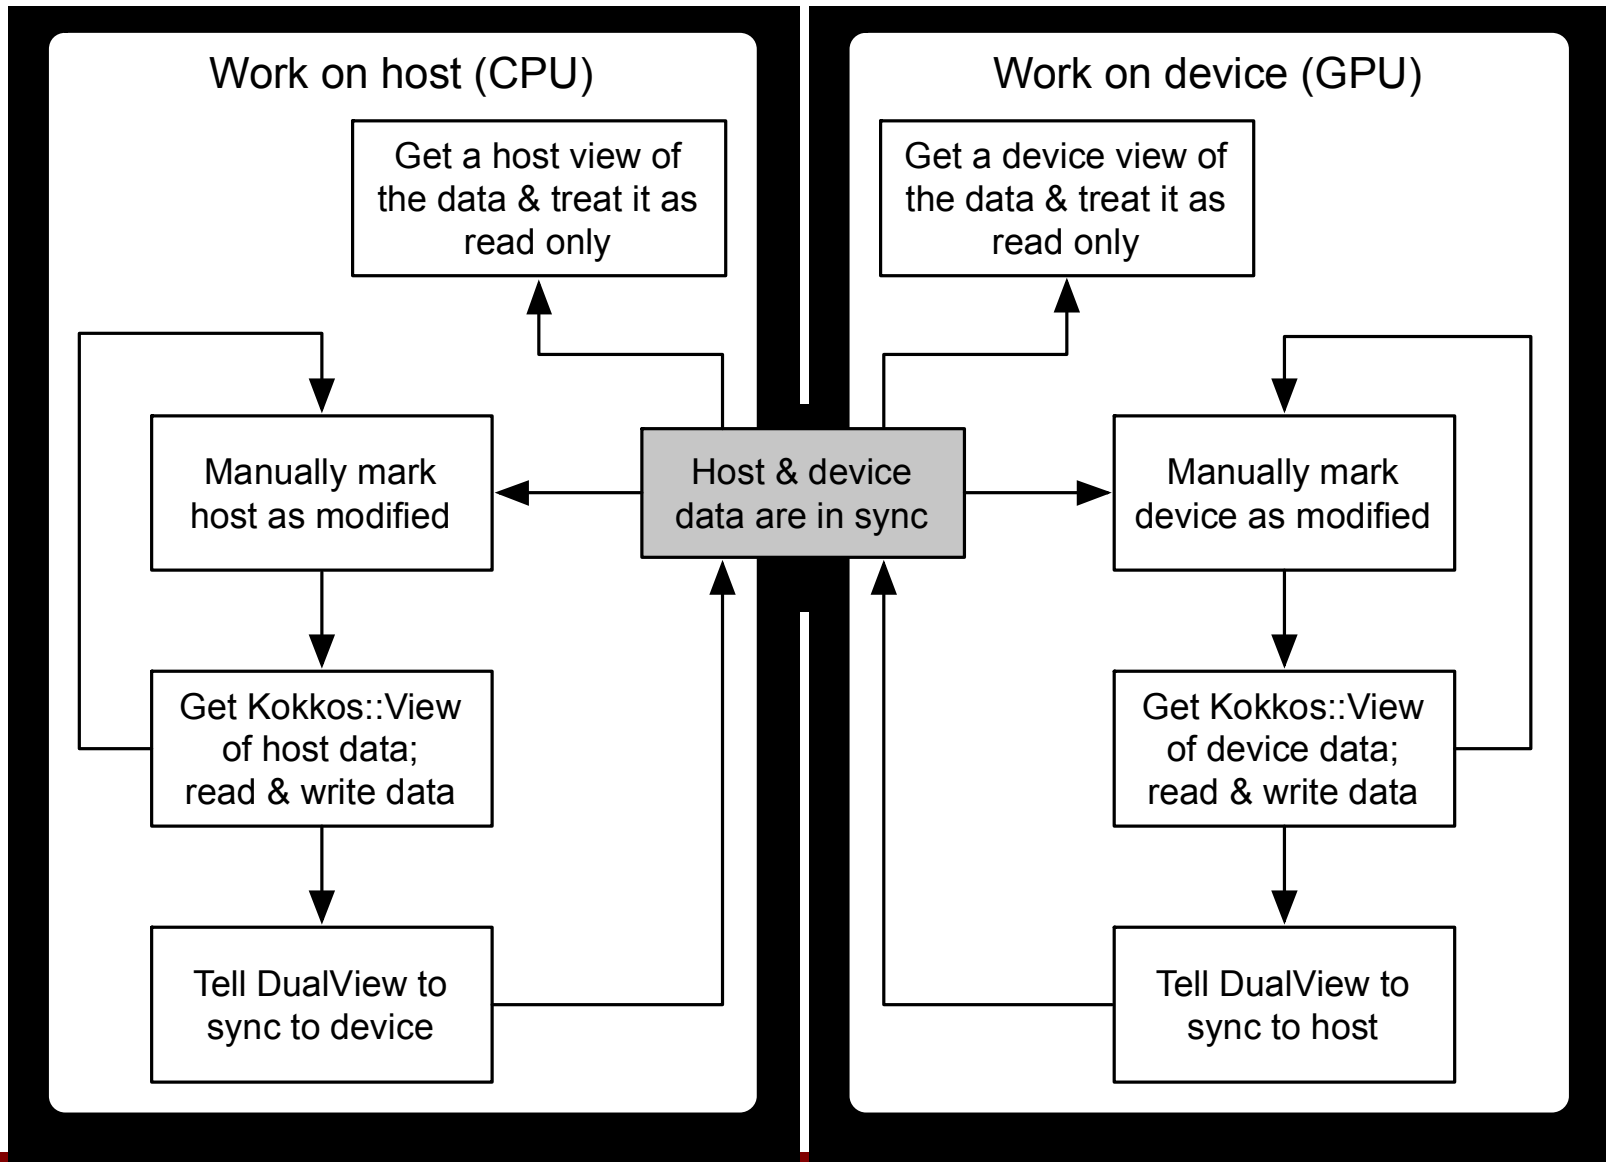 Work on host (CPU)
Get a host view of
the data & treat it as
read only
Manually mark
host as modified
Get Kokkos::View
of host data;
read & write data
Tell DualView to
sync to device
Host & device
data are in sync
Work on device (GPU)
Get a device view of
the data & treat it as
read only
Manually mark
device as modified
Get Kokkos::View
of device data;
read & write data
Tell DualView to
sync to host